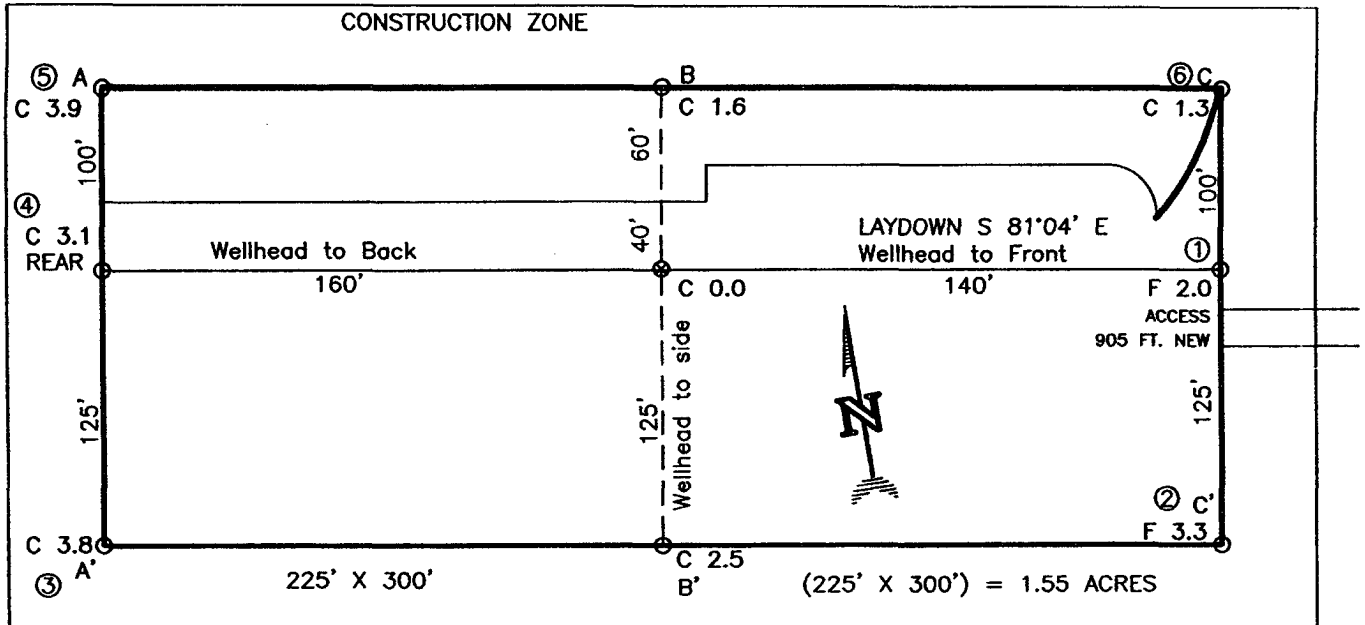 CONSTRUCTION ZONE
⑤ A
B
⑥ C
C 3.9
C 1.6
C 1.3
100'
60'
100'
④
C 3.1
REAR
Wellhead to Back
160'
40'
LAYDOWN S 81°04' E
Wellhead to Front
140'
①
C 0.0
F 2.0
ACCESS
905 FT. NEW
125'
125'
Wellhead to side
N
125'
② C'
F 3.3
C 3.8
A'
③
225' X 300'
C 2.5
B'
(225' X 300') = 1.55 ACRES